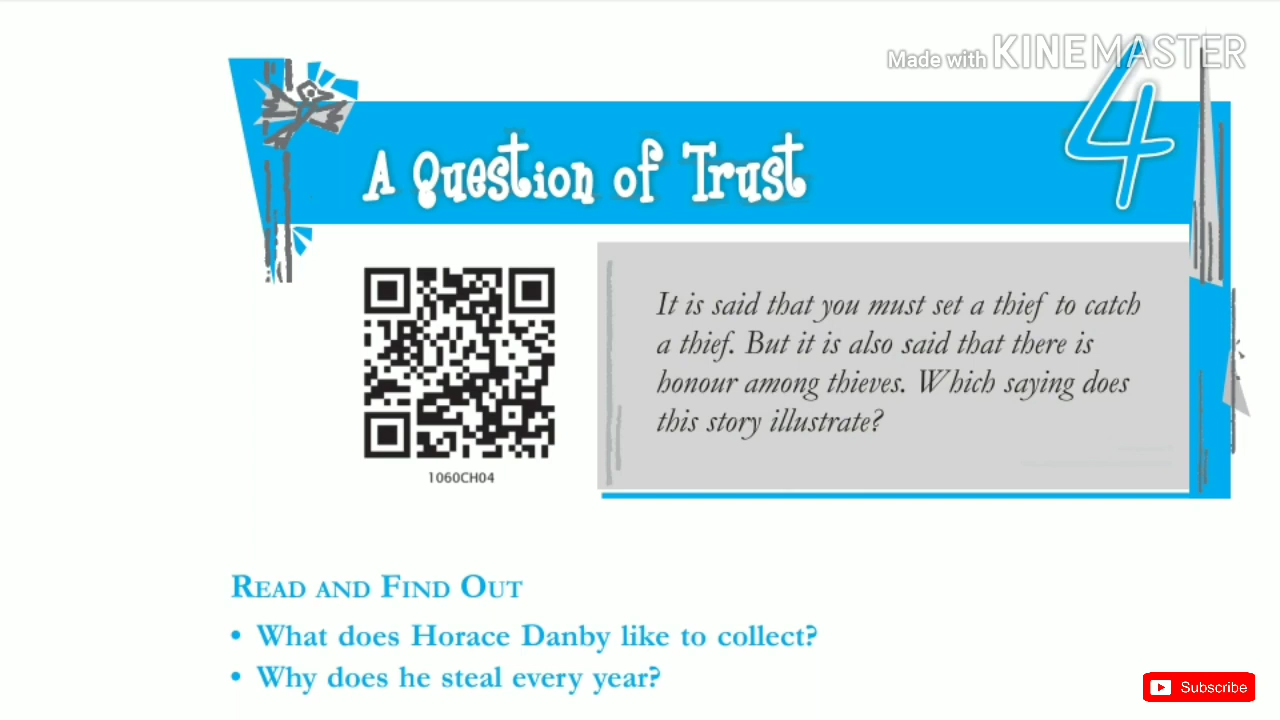 Made with KINEMASTER
4
A Question of Trust
It is said that you must set a thief to catch
a thief. But it is also said that there is
honour among thieves. Which saying does
this story illustrate?
1060CH04
READ AND FIND OUT
• What does Horace Danby like to collect?
• Why does he steal every year?
Subscribe